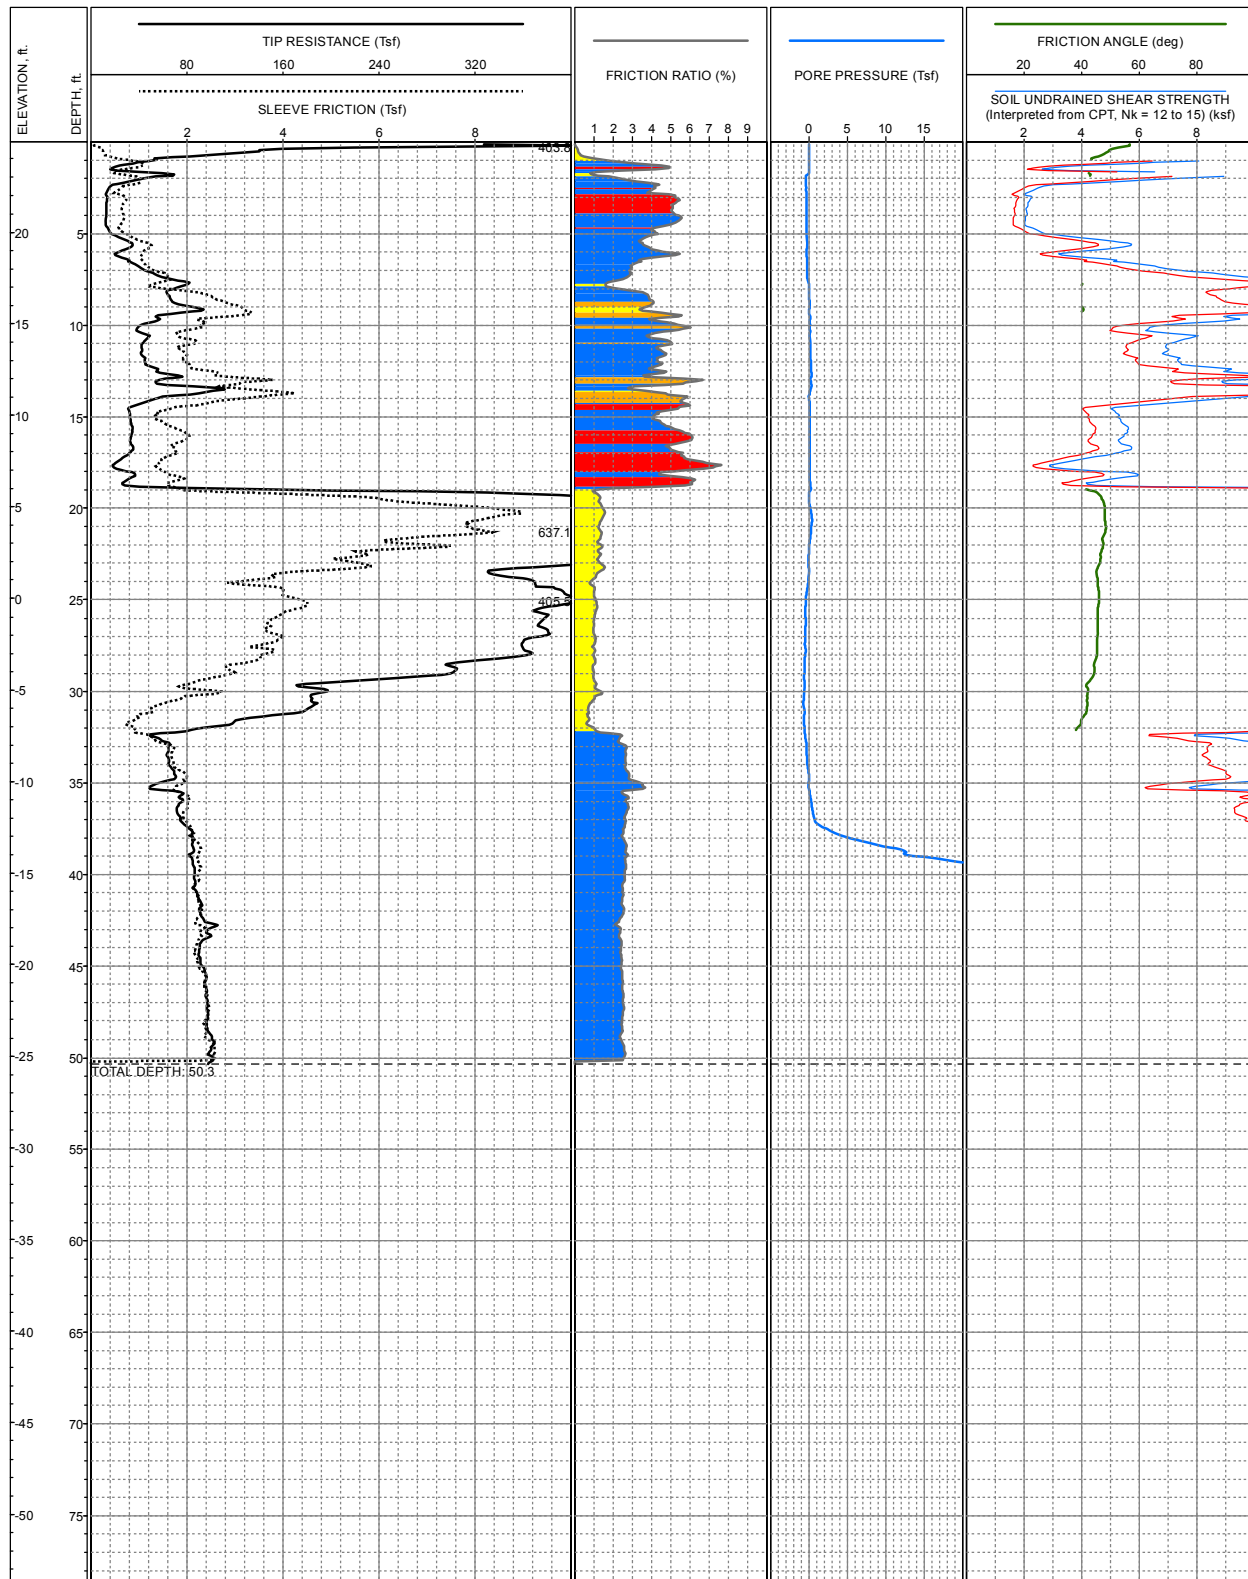 ELEVATION, ft.
DEPTH, ft.
TIP RESISTANCE (Tsf)
80 160 240 320
SLEEVE FRICTION (Tsf)
2 4 6 8
FRICTION RATIO (%)
1 2 3 4 5 6 7 8 9
PORE PRESSURE (Tsf)
0 5 10 15
FRICTION ANGLE (deg)
20 40 60 80
SOIL UNDRAINED SHEAR STRENGTH
(Interpreted from CPT, Nk = 12 to 15) (ksf)
2 4 6 8
403.8
20 5
15 10
10 15
5 20
637.1
0 25
405.5
-5 30
-10 35
-15 40
-20 45
-25 50
TOTAL DEPTH: 50.3
-30 55
-35 60
-40 65
-45 70
-50 75